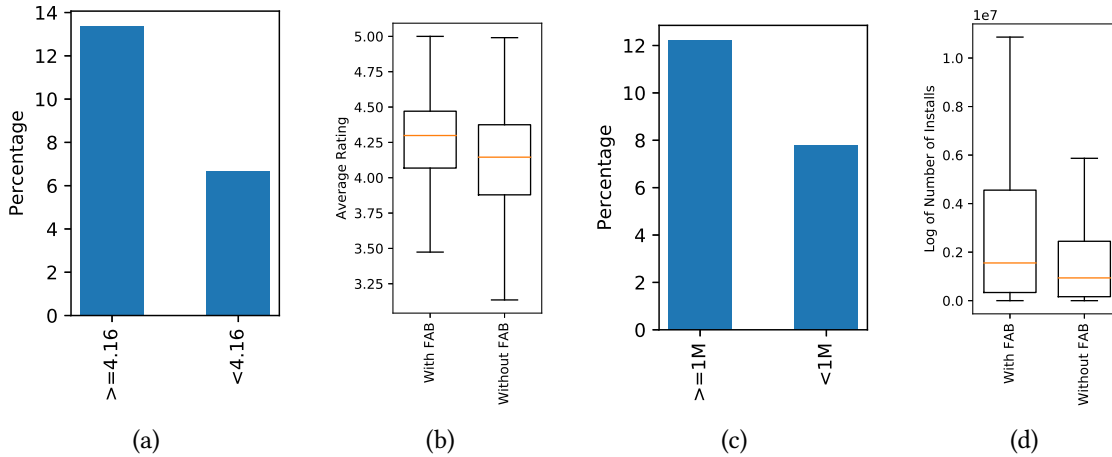 14
12
10
8
6
4
2
0
Percentage
>=4.16
<4.16
(a)
5.00
4.75
4.50
4.25
4.00
3.75
3.50
3.25
Average Rating
With FAB
Without FAB
(b)
12
10
8
6
4
2
0
Percentage
>=1M
<1M
(c)
1e7
1.0
0.8
0.6
0.4
0.2
0.0
Log of Number of Installs
With FAB
Without FAB
(d)